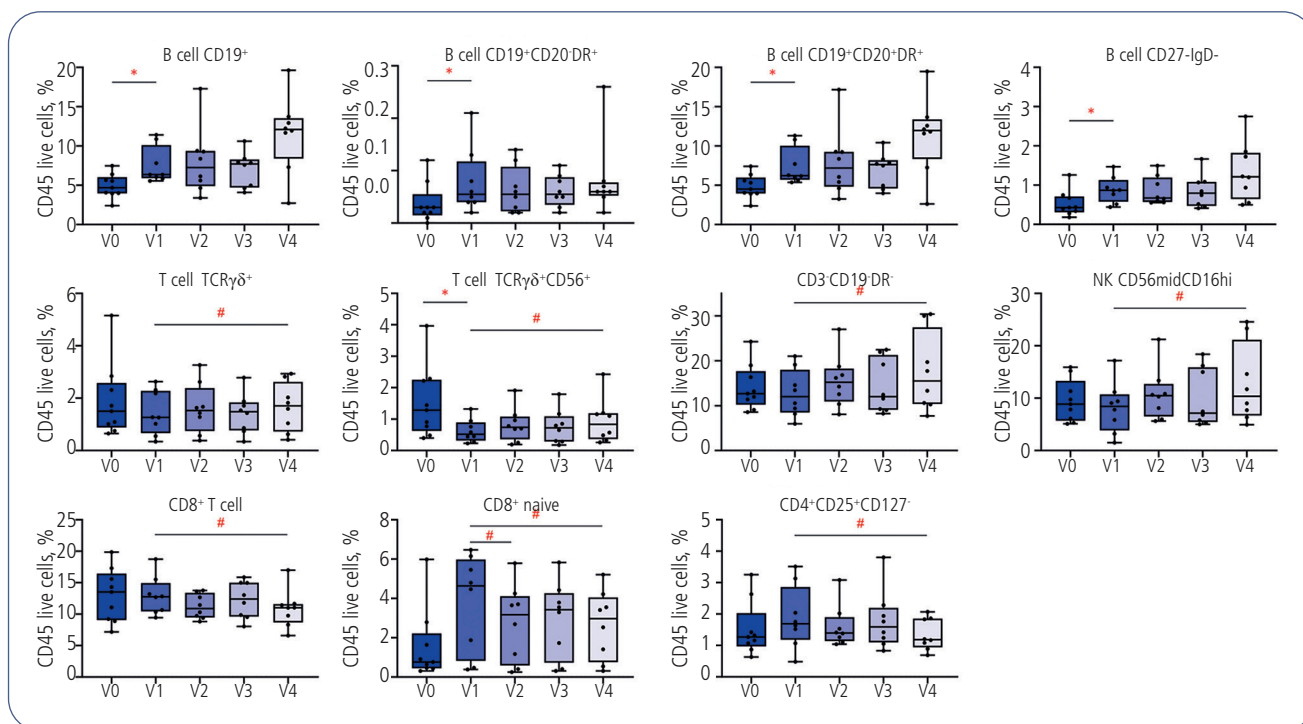 B cell CD19⁺
CD45 live cells, %
20
15
10
5
0
*
V0 V1 V2 V3 V4
B cell CD19⁺CD20⁻DR⁺
CD45 live cells, %
0.3
0.2
0.0
*
V0 V1 V2 V3 V4
B cell CD19⁺CD20⁺DR⁺
CD45 live cells, %
20
15
10
5
0
*
V0 V1 V2 V3 V4
B cell CD27-IgD-
CD45 live cells, %
4
3
2
1
0
*
V0 V1 V2 V3 V4
T cell TCRγδ⁺
CD45 live cells, %
6
4
2
0
#
V0 V1 V2 V3 V4
T cell TCRγδ⁺CD56⁺
CD45 live cells, %
5
4
3
2
1
0
*
#
V0 V1 V2 V3 V4
CD3⁻CD19⁻DR⁻
CD45 live cells, %
30
20
10
0
#
V0 V1 V2 V3 V4
NK CD56midCD16hi
CD45 live cells, %
30
20
10
0
#
V0 V1 V2 V3 V4
CD8⁺ T cell
CD45 live cells, %
25
20
15
10
5
0
#
V0 V1 V2 V3 V4
CD8⁺ naive
CD45 live cells, %
8
6
4
2
0
#
#
V0 V1 V2 V3 V4
CD4⁺CD25⁺CD127⁻
CD45 live cells, %
5
4
3
2
1
0
#
V0 V1 V2 V3 V4